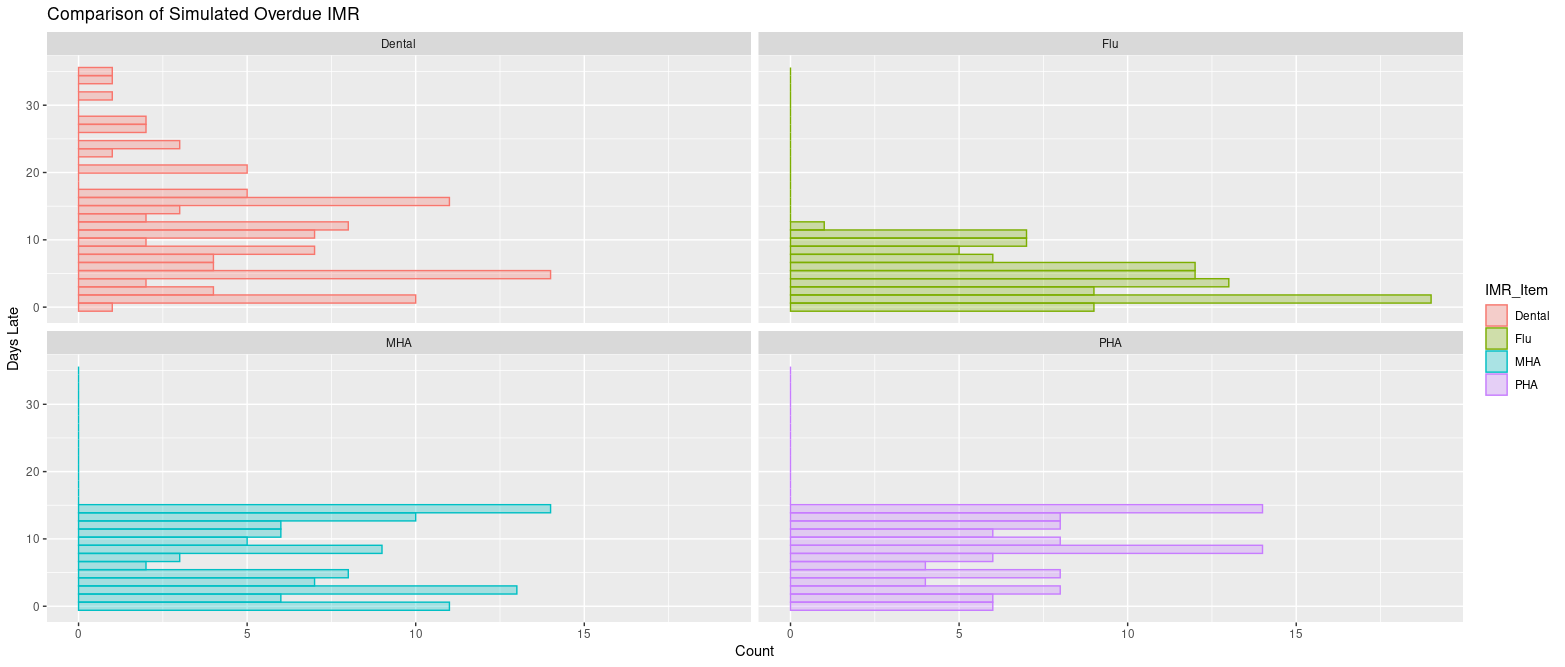 Comparison of Simulated Overdue IMR
Dental
Flu
30
20
10
0
MHA
PHA
30
20
10
0
Days Late
0 5 10 15
0 5 10 15
Count
IMR_Item
Dental
Flu
MHA
PHA